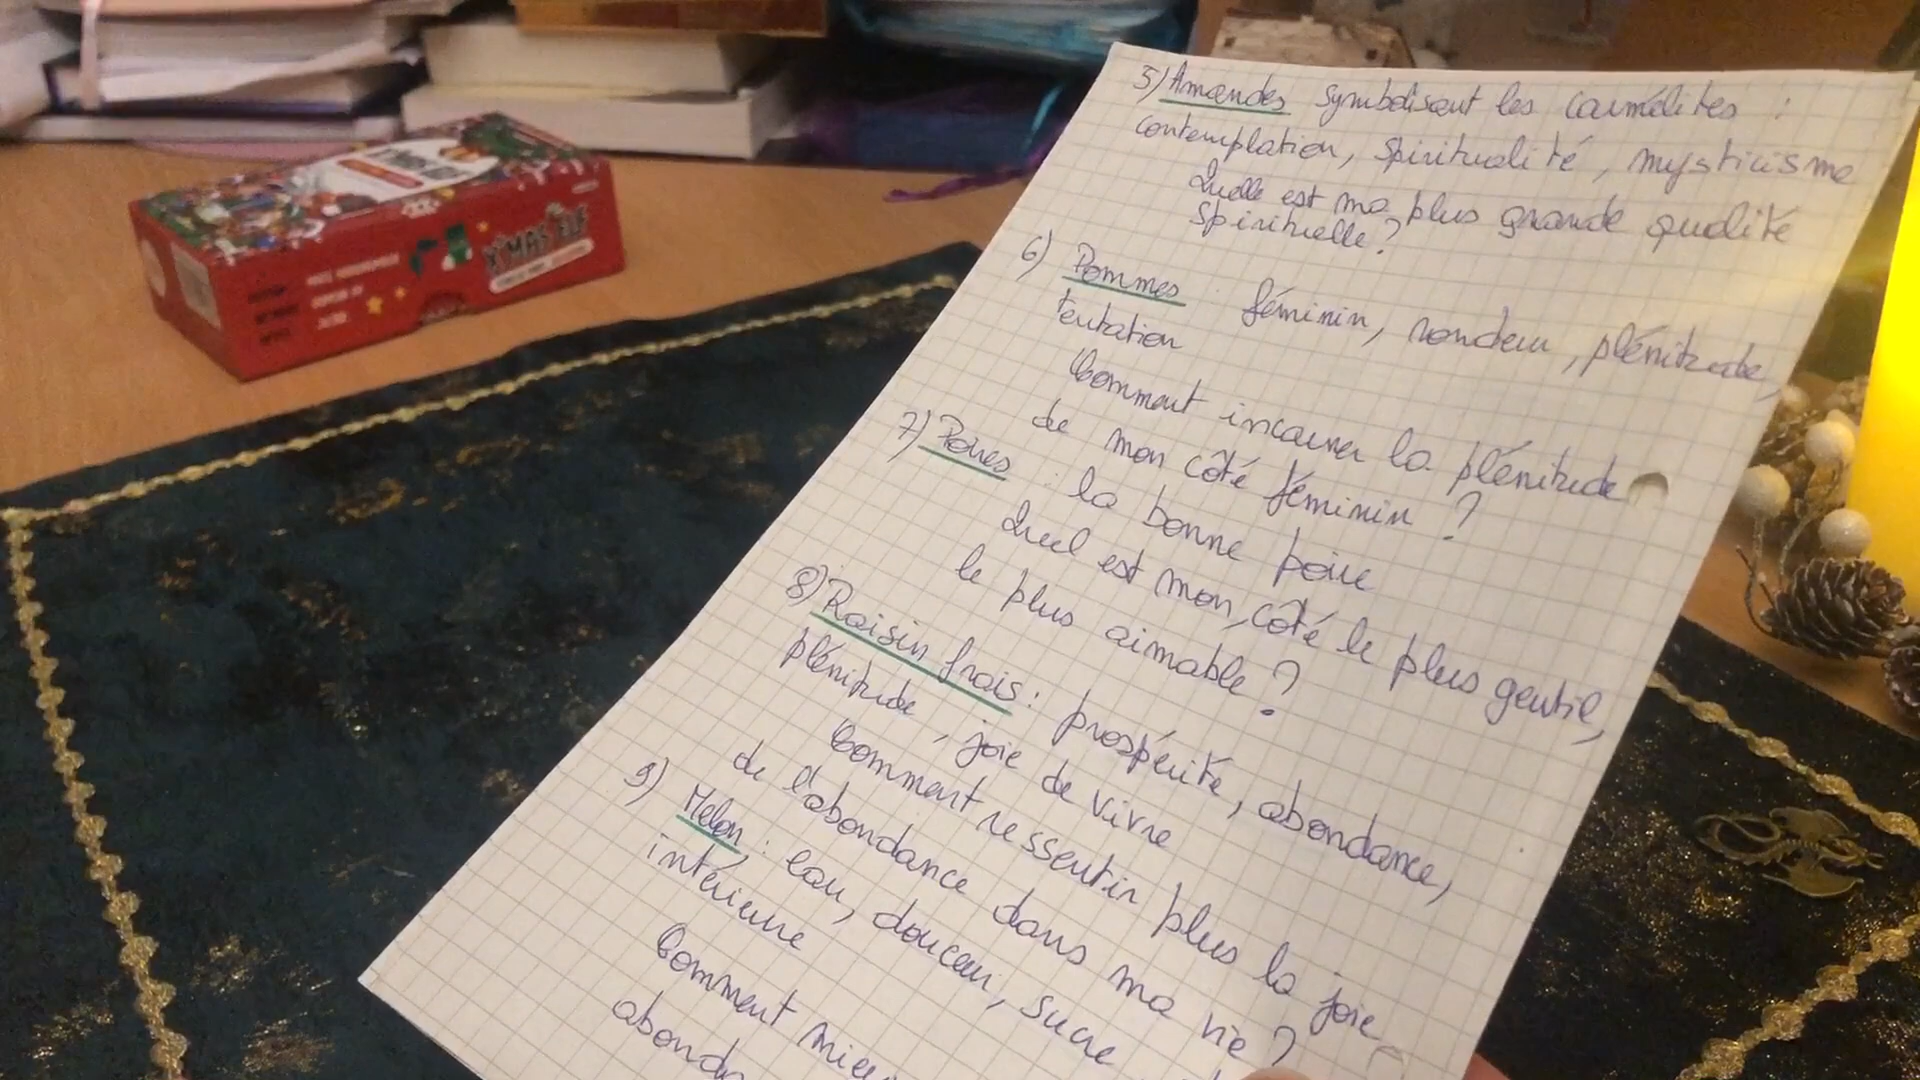 5) Amandes symbolisent les carmélites :
contemplation, spiritualité, mysticisme
Quelle est ma plus grande qualité
spirituelle ?
6) Pommes : féminin, rondeur, plénitude,
tentation
Comment incarner la plénitude
de mon côté féminin ?
7) Poires : la bonne poire
Quel est mon côté le plus gentil,
le plus aimable ?
8) Raisin frais : prospérité, abondance,
plénitude, joie de vivre
Comment ressentir plus la joie
de l'abondance dans ma vie ?
9) Melon : eau, douceur, sucre
intérieure
Comment
X'MAS ELF